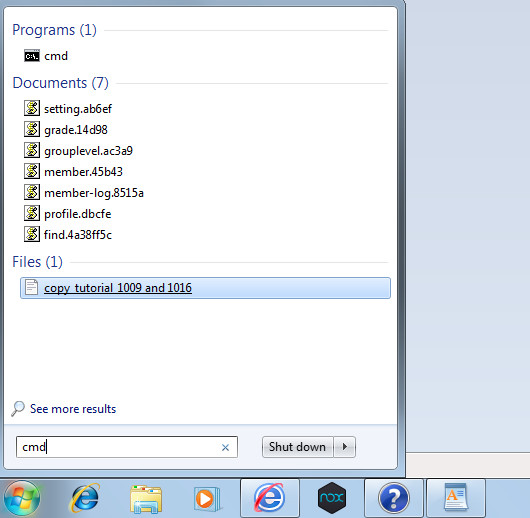 Programs (1)
cmd
Documents (7)
setting.ab6ef
grade.14d98
grouplevel.ac3a9
member.45b43
member-log.8515a
profile.dbcfe
find.4a38ff5c
Files (1)
copy tutorial 1009 and 1016
See more results
cmd
Shut down
nox